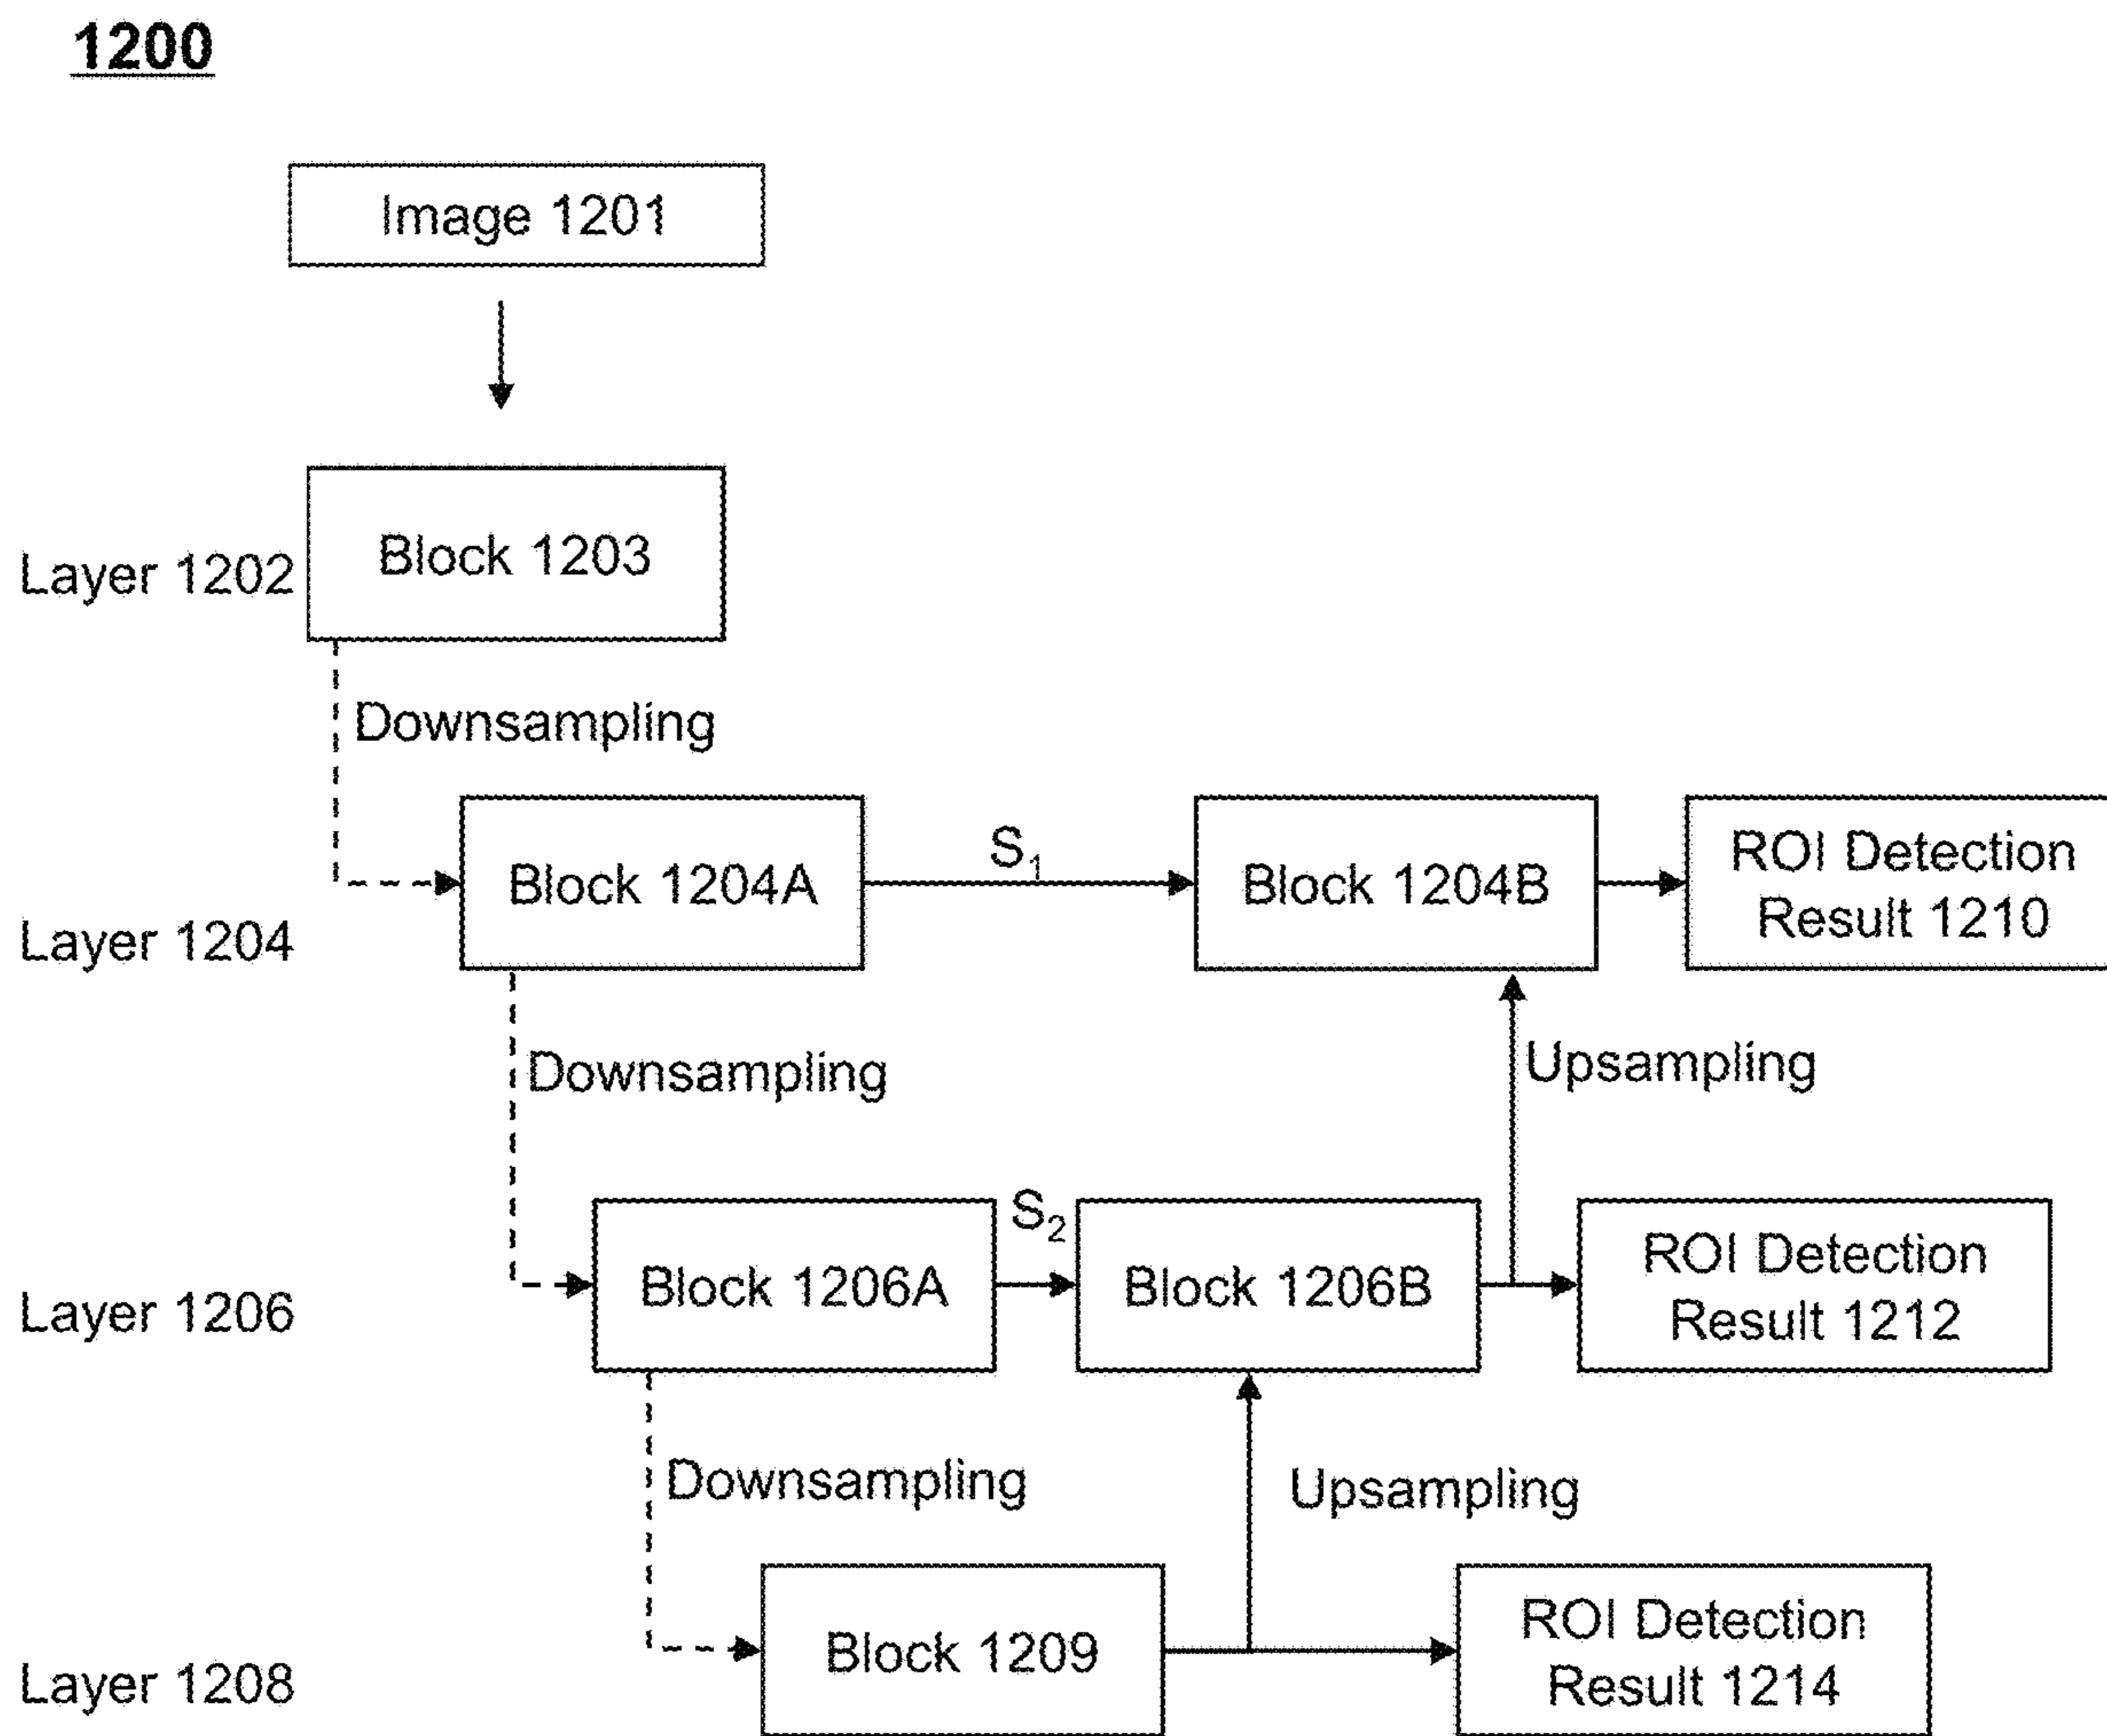 1200
Image 1201
Block 1203
Layer 1202
Downsampling
S₁
Block 1204A
Block 1204B
ROI Detection
Result 1210
Layer 1204
Downsampling
Upsampling
S₂
Block 1206A
Block 1206B
ROI Detection
Result 1212
Layer 1206
Downsampling
Upsampling
Block 1209
ROI Detection
Result 1214
Layer 1208